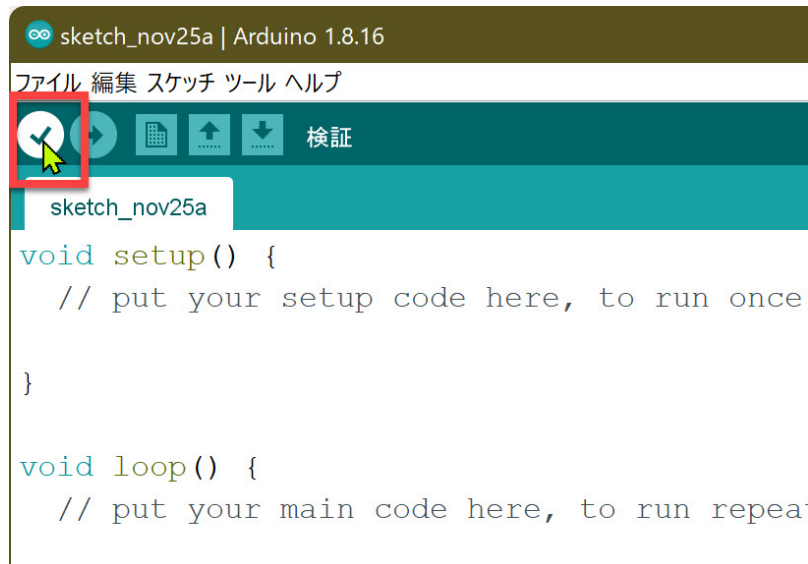 sketch_nov25a | Arduino 1.8.16
ファイル 編集 スケッチ ツール ヘルプ
検証
sketch_nov25a
void setup() {
// put your setup code here, to run once
}
void loop() {
// put your main code here, to run repea